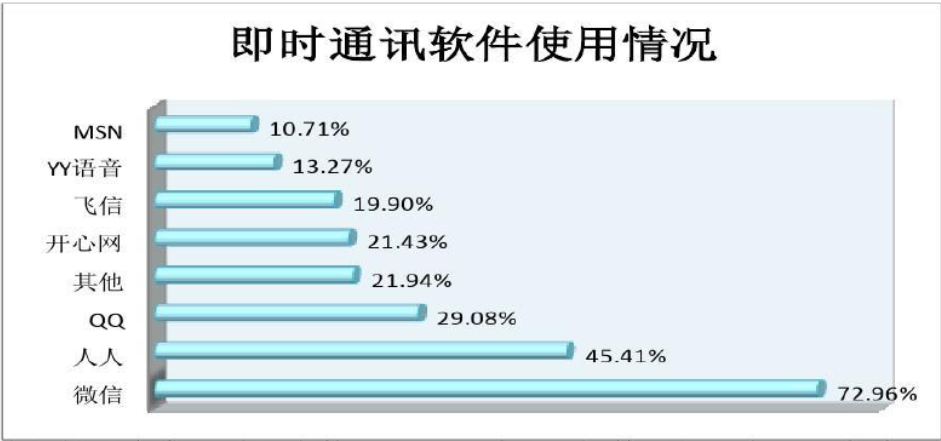 即时通讯软件使用情况
MSN 10.71%
YY语音 13.27%
飞信 19.90%
开心网 21.43%
其他 21.94%
QQ 29.08%
人人 45.41%
微信 72.96%